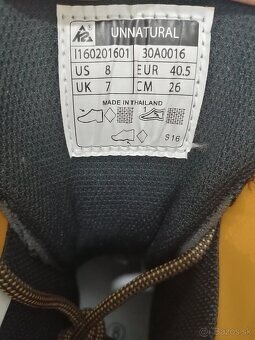 UNNATURAL
I160201601 30A0016
US 8 EUR 40.5
UK 7 CM 26
MADE IN THAILAND
S16
bazos.sk